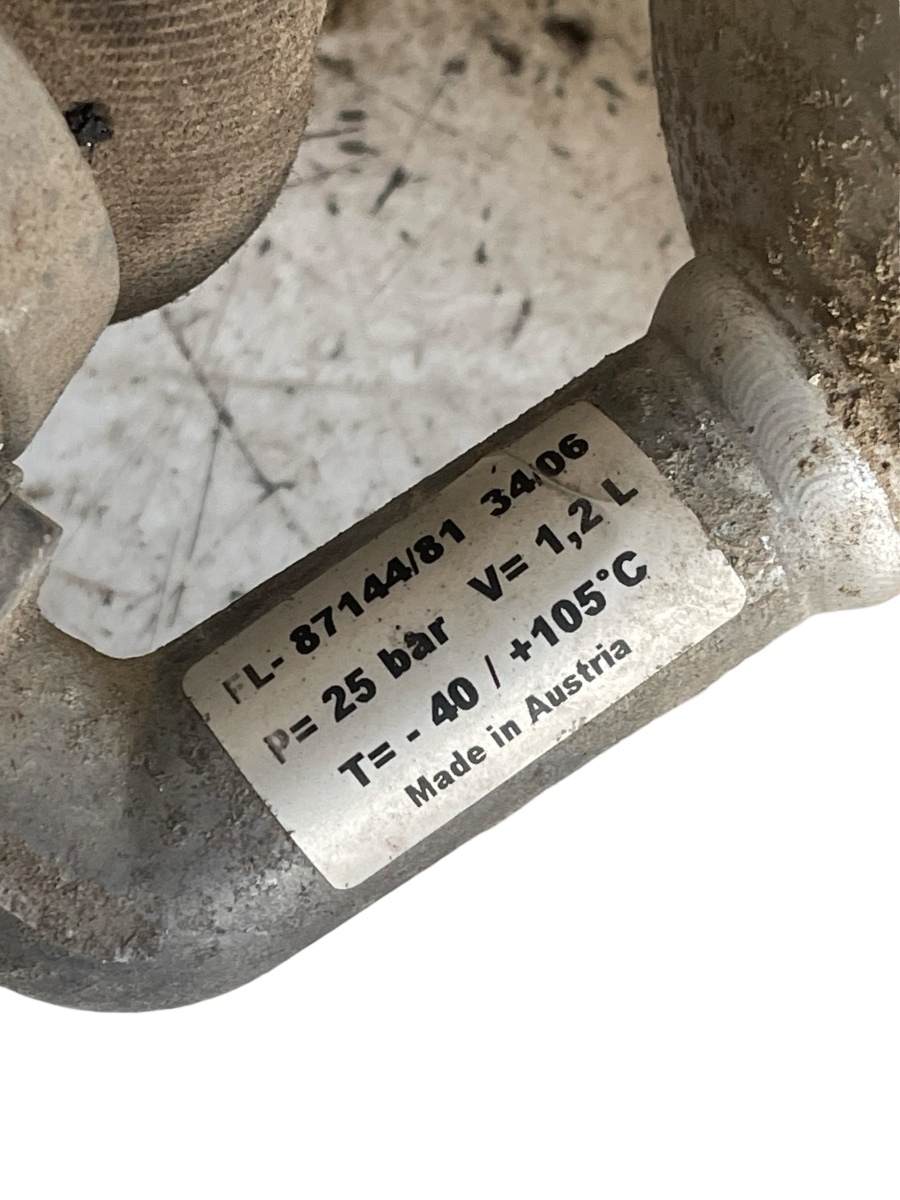 FL- 87144/81 34/06
P= 25 bar V= 1,2 L
T= - 40 / +105°C
Made in Austria